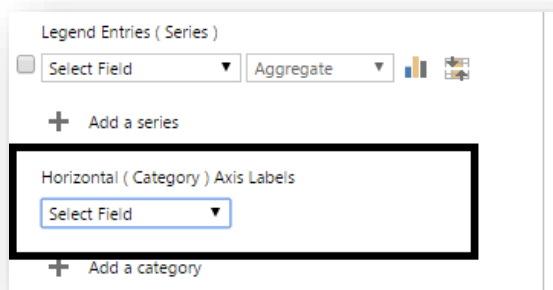 Legend Entries ( Series )
Select Field Aggregate
Add a series
Horizontal ( Category ) Axis Labels
Select Field
Add a category